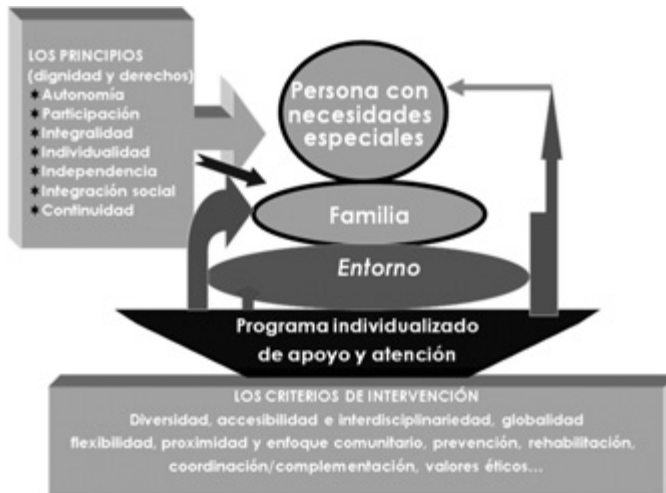 LOS PRINCIPIOS
(dignidad y derechos)
✶Autonomía
✶Participación
✶Integralidad
✶Individualidad
✶Independencia
✶Integración social
✶Continuidad
Persona con
necesidades
especiales
Familia
Entorno
Programa individualizado
de apoyo y atención
LOS CRITERIOS DE INTERVENCIÓN
Diversidad, accesibilidad e interdisciplinariedad, globalidad
flexibilidad, proximidad y enfoque comunitario, prevención, rehabilitación,
coordinación/complementación, valores éticos...